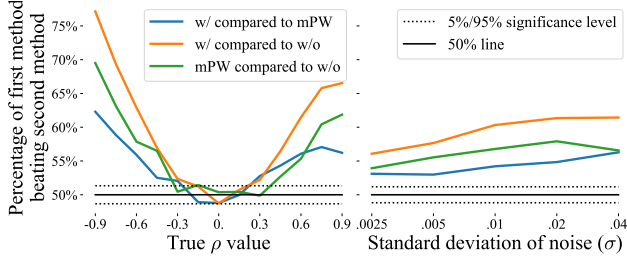 Percentage of first method
beating second method
75%
70%
65%
60%
55%
50%
w/ compared to mPW
w/ compared to w/o
mPW compared to w/o
-0.9
-0.6
-0.3
0.
0.3
0.6
0.9
True ρ value
5%/95% significance level
50% line
.0025
.005
.01
.02
.04
Standard deviation of noise (σ)